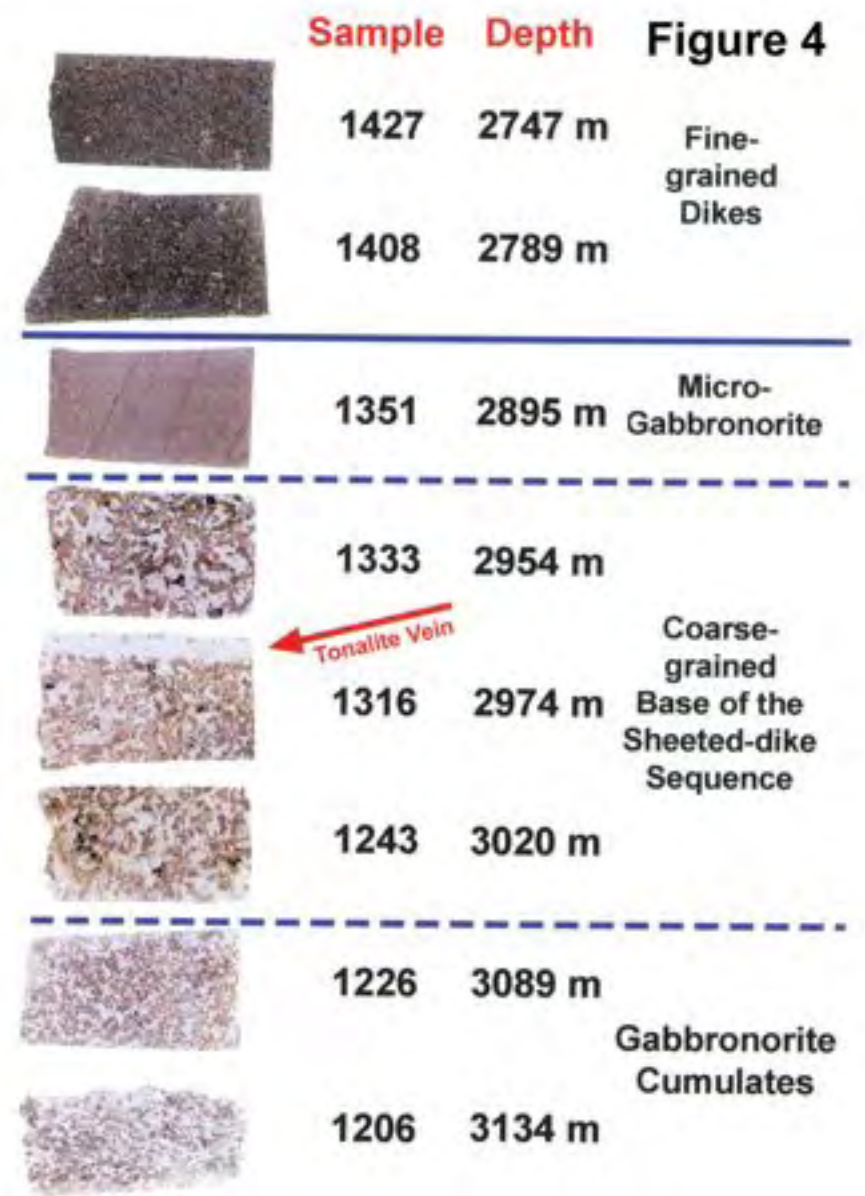 Sample Depth Figure 4
1427 2747 m
Fine-
grained
Dikes
1408 2789 m
1351 2895 m
Micro-
Gabbronorite
1333 2954 m
Tonalite Vein
1316 2974 m
Coarse-
grained
Base of the
Sheeted-dike
Sequence
1243 3020 m
1226 3089 m
Gabbronorite
Cumulates
1206 3134 m